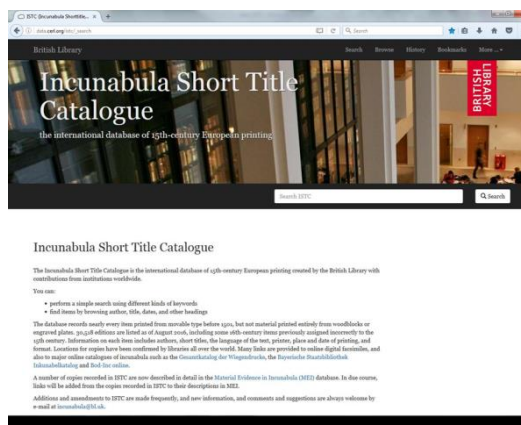 ISTC (Incunabula Shorttitle...
data.cerl.org/istc/_search
Search
British Library
Search Browse History Bookmarks More ...
Incunabula Short Title
Catalogue
the international database of 15th-century European printing
BRITISH
LIBRARY
Search ISTC
Search
Incunabula Short Title Catalogue
The Incunabula Short Title Catalogue is the international database of 15th-century European printing created by the British Library with
contributions from institutions worldwide.
You can:
• perform a simple search using different kinds of keywords
• find items by browsing author, title, dates, and other headings
The database records nearly every item printed from movable type before 1501, but not material printed entirely from woodblocks or
engraved plates. 30,518 editions are listed as of August 2016, including some 16th-century items previously assigned incorrectly to the
15th century. Information on each item includes authors, short titles, the language of the text, printer, place and date of printing, and
format. Locations for copies have been confirmed by libraries all over the world. Many links are provided to online digital facsimiles, and
also to major online catalogues of incunabula such as the Gesamtkatalog der Wiegendrucke, the Bayerische Staatsbibliothek
Inkunabelkatalog and Bod-Inc online.
A number of copies recorded in ISTC are now described in detail in the Material Evidence in Incunabula (MEI) database. In due course,
links will be added from the copies recorded in ISTC to their descriptions in MEI.
Additions and amendments to ISTC are made frequently, and new information, and comments and suggestions are always welcome by
e-mail at incunabula@bl.uk.